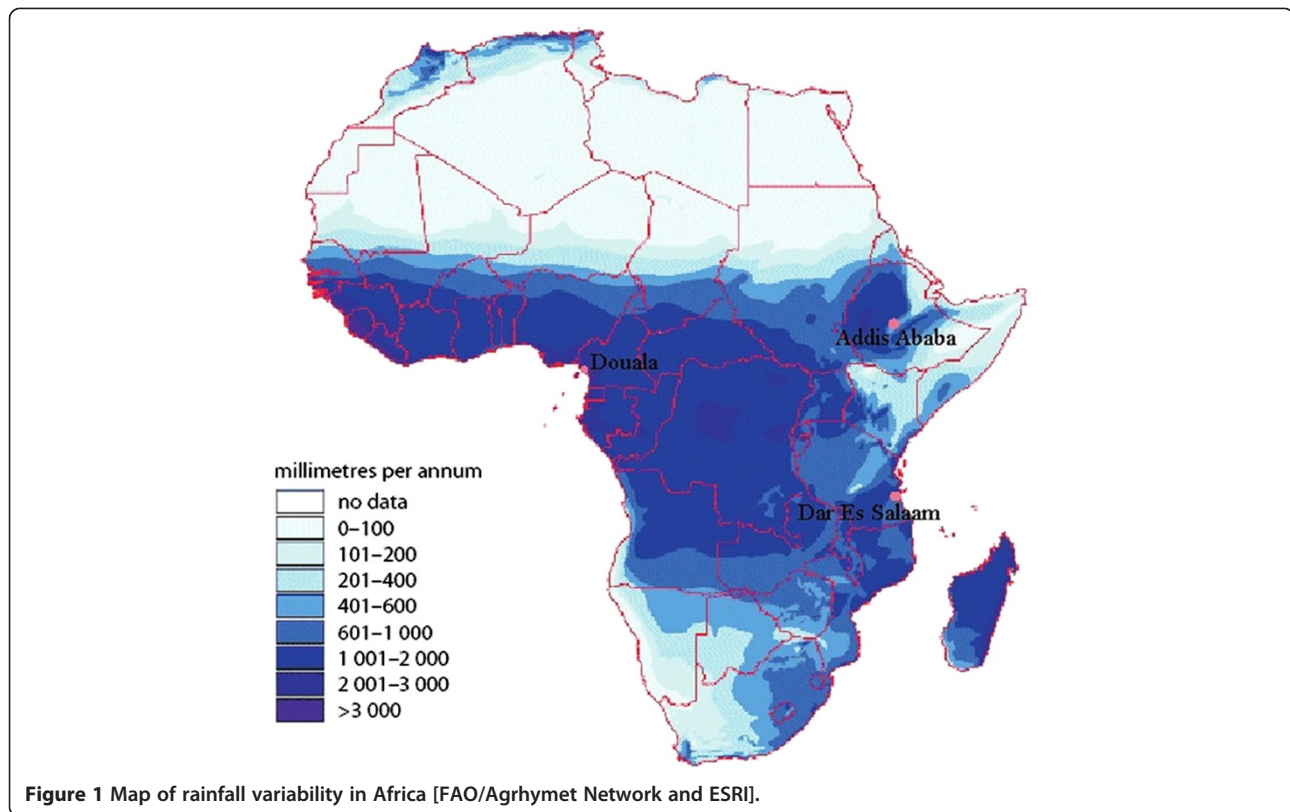 Addis Ababa
Douala
millimetres per annum
no data
0–100
101–200
201–400
401–600
601–1 000
1 001–2 000
2 001–3 000
>3 000
Dar Es Salaam
Figure 1 Map of rainfall variability in Africa [FAO/Agrhymet Network and ESRI].